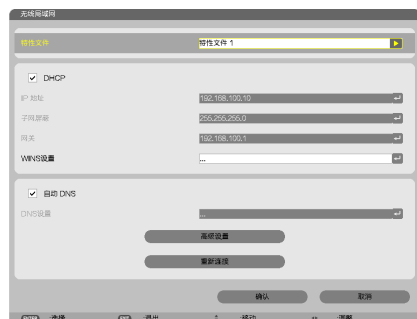 无线局域网
特性文件 特性文件 1
DHCP
IP 地址 192.168.100.10
子网屏蔽 255.255.255.0
网关 192.168.100.1
WINS设置 ...
自动 DNS
DNS设置 ...
高级设置
重新连接
确认 取消
ENTER :选择 EXIT :退出 :移动 :调整